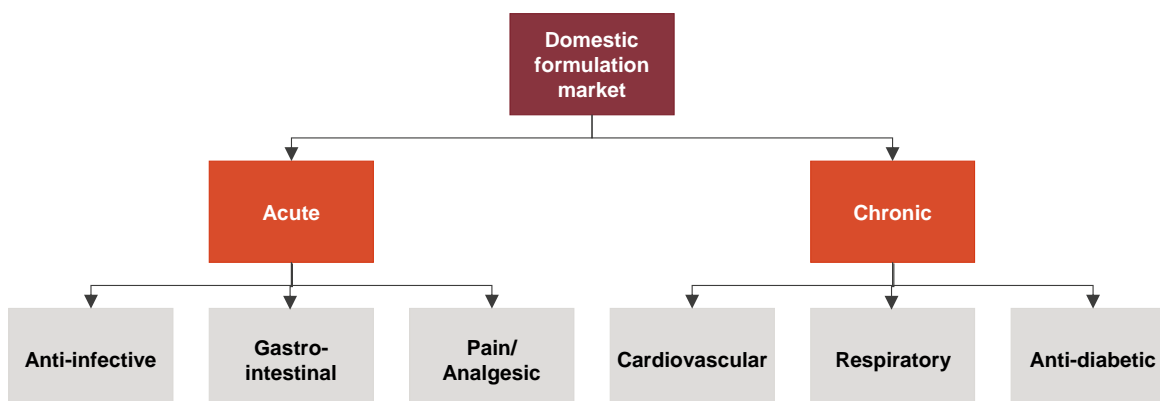 Domestic
formulation
market
Acute
Chronic
Anti-infective
Gastro-
intestinal
Pain/
Analgesic
Cardiovascular
Respiratory
Anti-diabetic